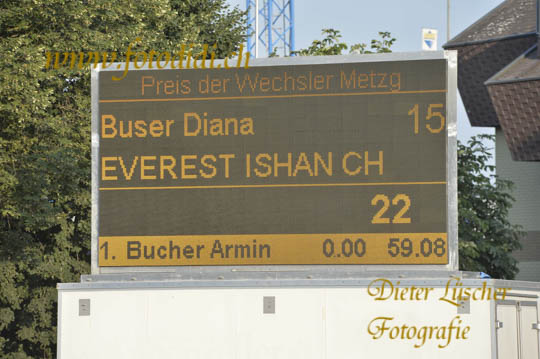 www.fotodidi.ch
Preis der Wechsler Metzg
Buser Diana 15
EVEREST ISHAN CH
22
1. Bucher Armin 0.00 59.08
Dieter Lüscher
Fotografie